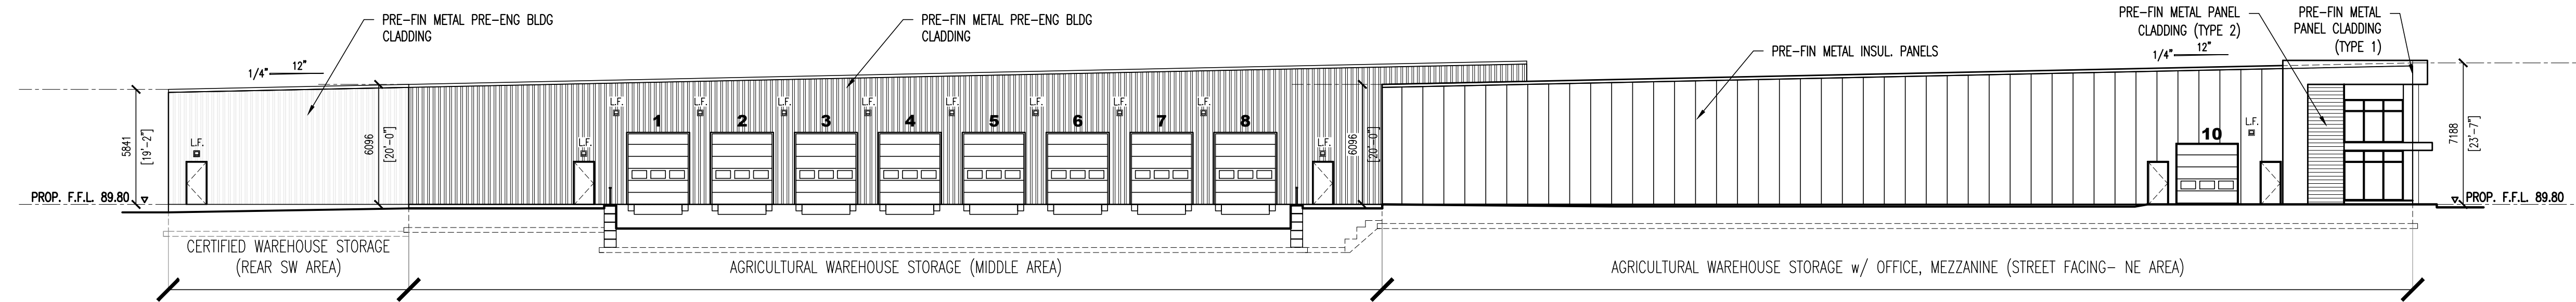 PRE-FIN METAL PRE-ENG BLDG
CLADDING
PRE-FIN METAL PRE-ENG BLDG
CLADDING
PRE-FIN METAL INSUL. PANELS
PRE-FIN METAL PANEL
CLADDING (TYPE 2)
PRE-FIN METAL
PANEL CLADDING
(TYPE 1)
12"
1/4"
12"
1/4"
5841
[19'-2"]
6096
[20'-0"]
6096
[20'-0"]
7188
[23'-7"]
L.F.
L.F.
L.F.
L.F.
L.F.
L.F.
L.F.
L.F.
L.F.
L.F.
L.F.
L.F.
1
2
3
4
5
6
7
8
10
PROP. F.F.L. 89.80
PROP. F.F.L. 89.80
CERTIFIED WAREHOUSE STORAGE
(REAR SW AREA)
AGRICULTURAL WAREHOUSE STORAGE (MIDDLE AREA)
AGRICULTURAL WAREHOUSE STORAGE w/ OFFICE, MEZZANINE (STREET FACING- NE AREA)